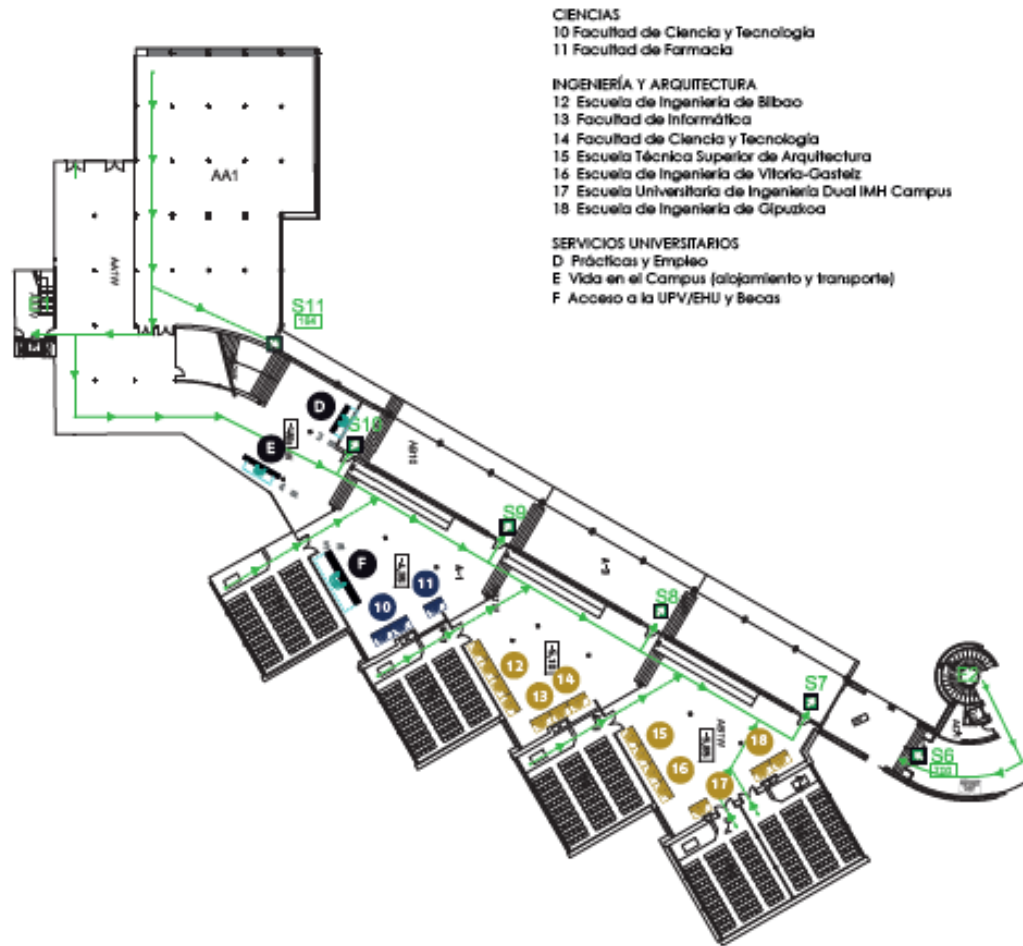 CIENCIAS
10 Facultad de Ciencia y Tecnología
11 Facultad de Farmacia
INGENIERÍA Y ARQUITECTURA
12 Escuela de Ingeniería de Bilbao
13 Facultad de Informática
14 Facultad de Ciencia y Tecnología
15 Escuela Técnica Superior de Arquitectura
16 Escuela de Ingeniería de Vitoria-Gasteiz
17 Escuela Universitaria de Ingeniería Dual IMH Campus
18 Escuela de Ingeniería de Gipuzkoa
SERVICIOS UNIVERSITARIOS
D Prácticas y Empleo
E Vida en el Campus (alojamiento y transporte)
F Acceso a la UPV/EHU y Becas
AA1
AA1W
S11
D
S10
E
S9
F
11
10
S8
12
14
13
S7
15
18
16
17
S6